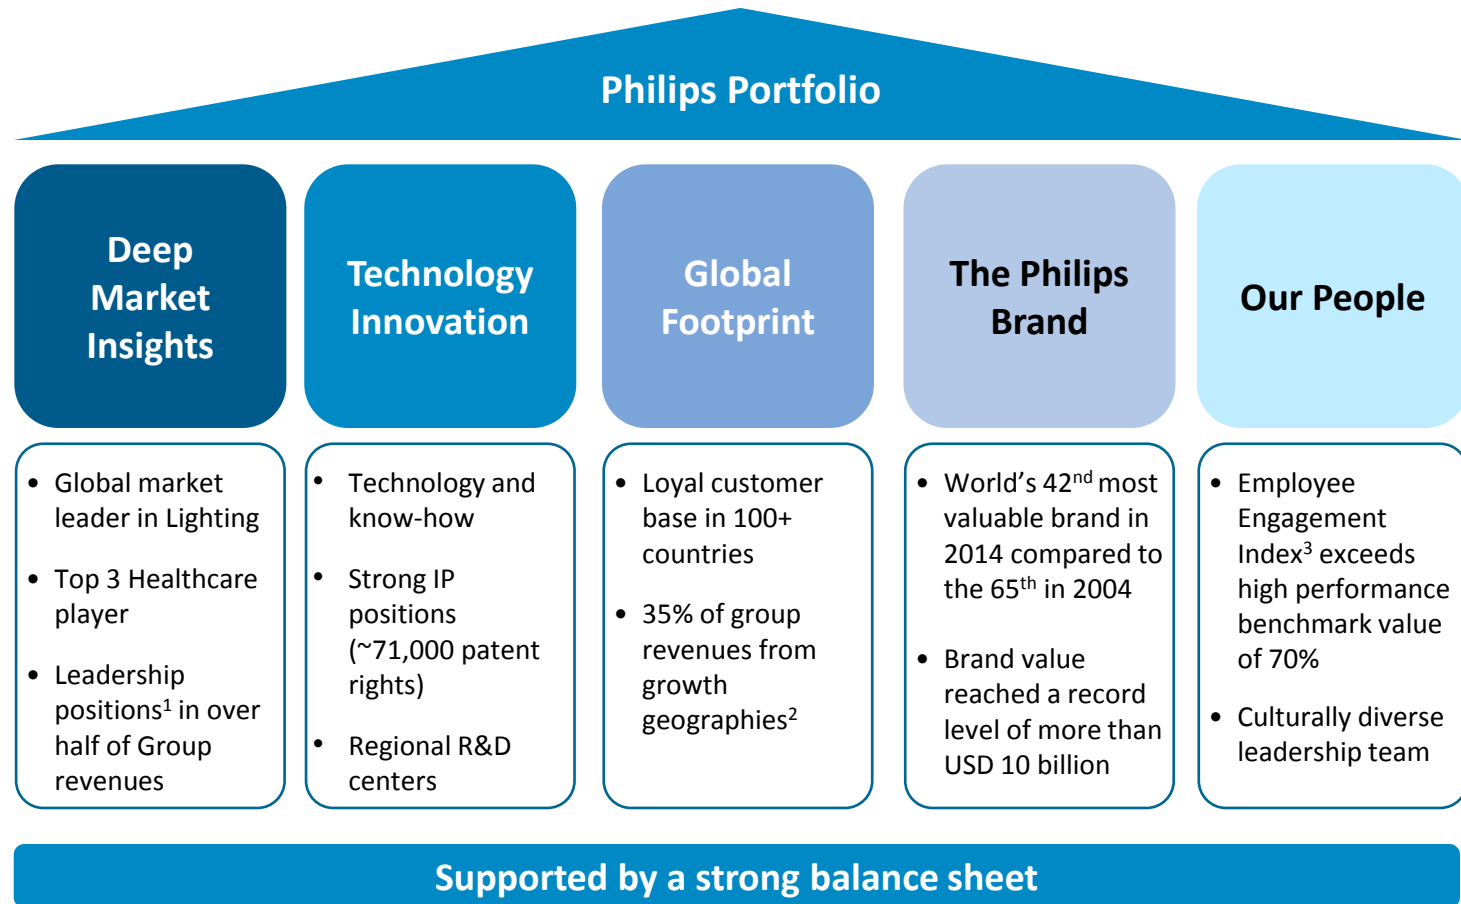 Philips Portfolio
Deep
Market
Insights
Technology
Innovation
Global
Footprint
The Philips
Brand
Our People
• Global market
leader in Lighting
• Top 3 Healthcare
player
• Leadership
positions¹ in over
half of Group
revenues
• Technology and
know-how
• Strong IP
positions
(~71,000 patent
rights)
• Regional R&D
centers
• Loyal customer
base in 100+
countries
• 35% of group
revenues from
growth
geographies²
• World’s 42nd most
valuable brand in
2014 compared to
the 65th in 2004
• Brand value
reached a record
level of more than
USD 10 billion
• Employee
Engagement
Index³ exceeds
high performance
benchmark value
of 70%
• Culturally diverse
leadership team
Supported by a strong balance sheet